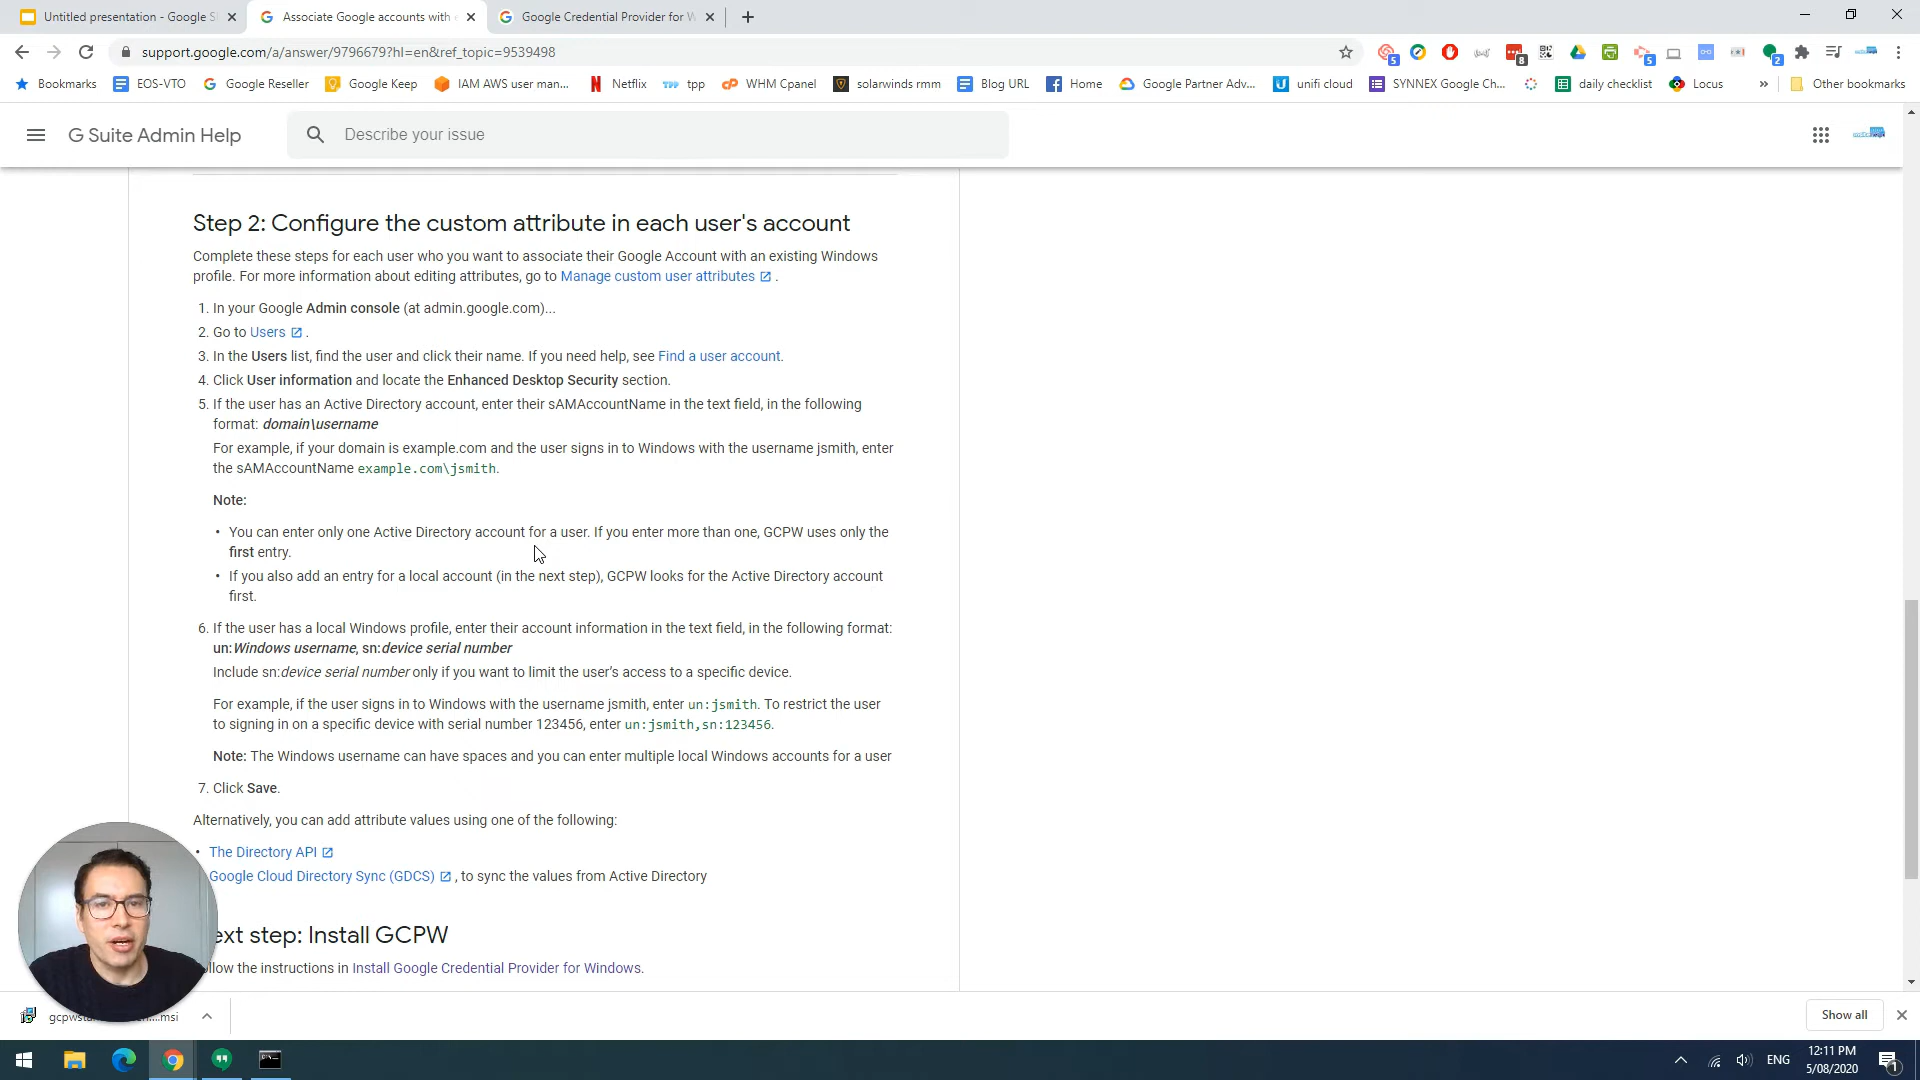 Untitled presentation - Google S
Associate Google accounts with e
Google Credential Provider for W
support.google.com/a/answer/9796679?hl=en&ref_topic=9539498
5
8
5
2
Bookmarks
EOS-VTO
Google Reseller
Google Keep
IAM AWS user man...
Netflix
tpp
WHM Cpanel
solarwinds rmm
Blog URL
Home
Google Partner Adv...
unifi cloud
SYNNEX Google Ch...
daily checklist
Locus
»
Other bookmarks
G Suite Admin Help
Describe your issue
Step 2: Configure the custom attribute in each user's account
Complete these steps for each user who you want to associate their Google Account with an existing Windows
profile. For more information about editing attributes, go to Manage custom user attributes .
1. In your Google Admin console (at admin.google.com)...
2. Go to Users .
3. In the Users list, find the user and click their name. If you need help, see Find a user account.
4. Click User information and locate the Enhanced Desktop Security section.
5. If the user has an Active Directory account, enter their sAMAccountName in the text field, in the following
format: domain\username
For example, if your domain is example.com and the user signs in to Windows with the username jsmith, enter
the sAMAccountName example.com\jsmith.
Note:
• You can enter only one Active Directory account for a user. If you enter more than one, GCPW uses only the
first entry.
• If you also add an entry for a local account (in the next step), GCPW looks for the Active Directory account
first.
6. If the user has a local Windows profile, enter their account information in the text field, in the following format:
un:Windows username, sn:device serial number
Include sn:device serial number only if you want to limit the user's access to a specific device.
For example, if the user signs in to Windows with the username jsmith, enter un:jsmith. To restrict the user
to signing in on a specific device with serial number 123456, enter un:jsmith,sn:123456.
Note: The Windows username can have spaces and you can enter multiple local Windows accounts for a user
7. Click Save.
Alternatively, you can add attribute values using one of the following:
• The Directory API
Google Cloud Directory Sync (GDCS) , to sync the values from Active Directory
ext step: Install GCPW
llow the instructions in Install Google Credential Provider for Windows.
gcpwst
....msi
Show all
ENG
12:11 PM
5/08/2020
1